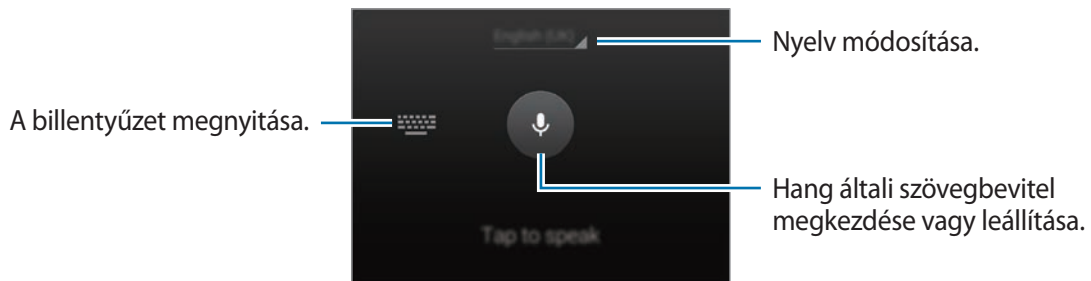 English (UK)
Nyelv módosítása.
A billentyűzet megnyitása.
Hang általi szövegbevitel
megkezdése vagy leállítása.
Tap to speak